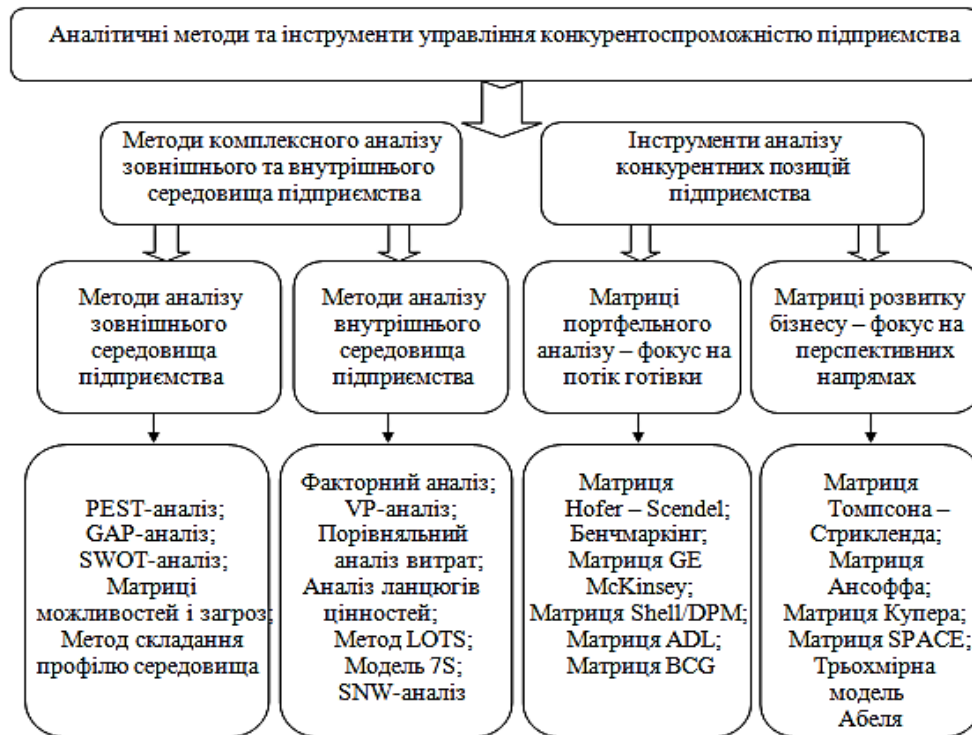 Аналітичні методи та інструменти управління конкурентоспроможністю підприємства
Методи комплексного аналізу
зовнішнього та внутрішнього
середовища підприємства
Інструменти аналізу
конкурентних позицій
підприємства
Методи аналізу
зовнішнього
середовища
підприємства
Методи аналізу
внутрішнього
середовища
підприємства
Матриці
портфельного
аналізу – фокус на
потік готівки
Матриці розвитку
бізнесу – фокус на
перспективних
напрямах
PEST-аналіз;
GAP-аналіз;
SWOT-аналіз;
Матриці
можливостей і загроз;
Метод складання
профілю середовища
Факторний аналіз;
VP-аналіз;
Порівняльний
аналіз витрат;
Аналіз ланцюгів
цінностей;
Метод LOTS;
Модель 7S;
SNW-аналіз
Матриця
Hofer – Scendel;
Бенчмаркінг;
Матриця GE
McKinsey;
Матриця Shell/DPM;
Матриця ADL;
Матриця BCG
Матриця
Томпсона –
Стрикленда;
Матриця
Ансоффа;
Матриця Купера;
Матриця SPACE;
Трьохмірна
модель
Абеля